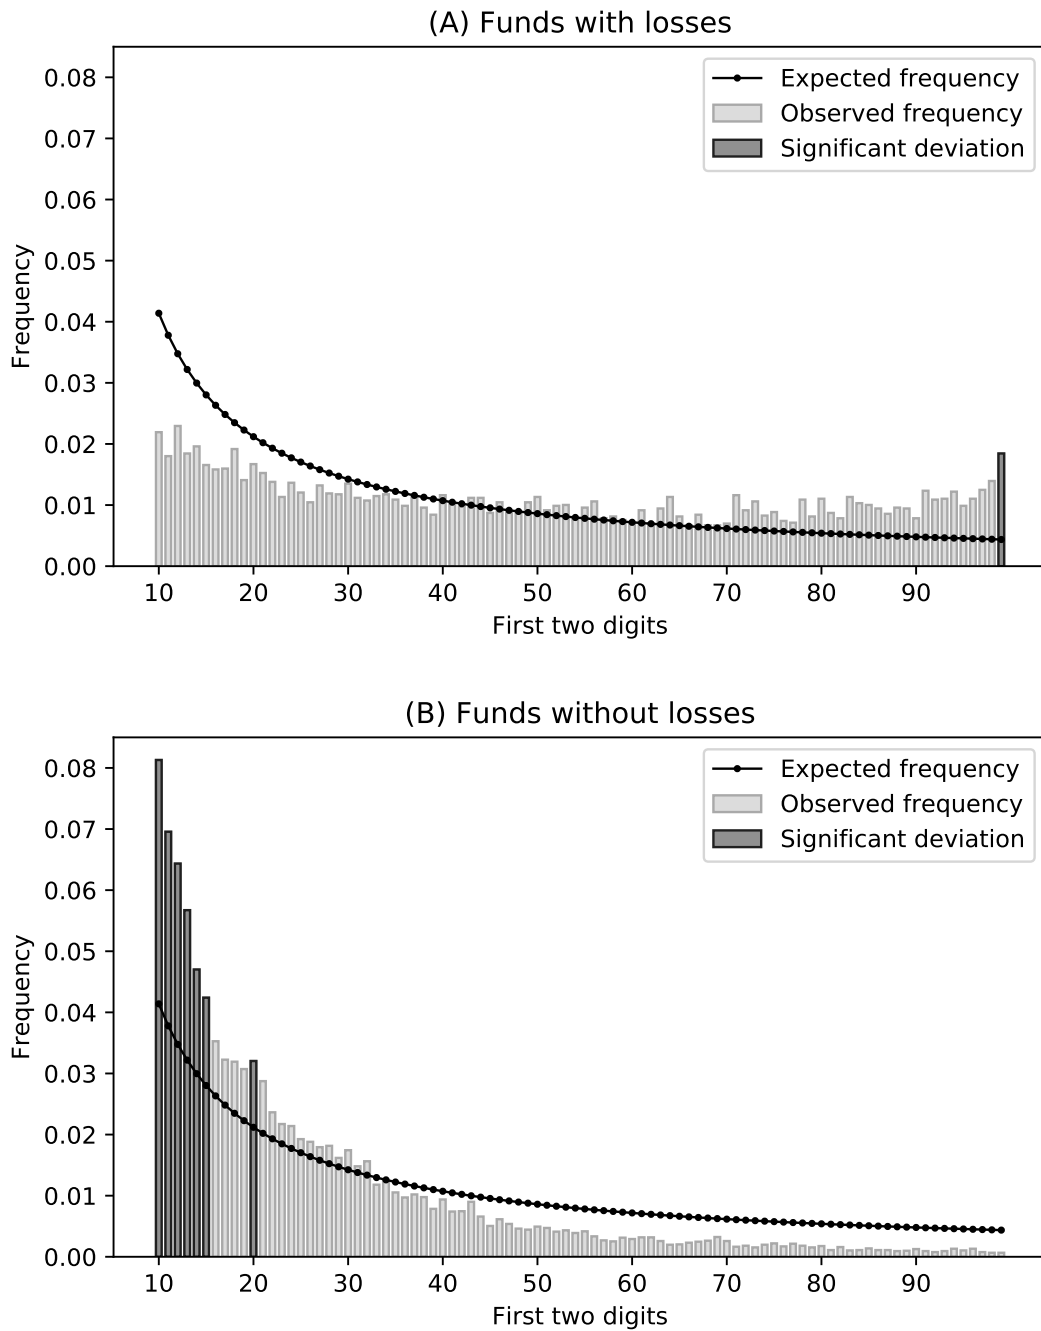 (A) Funds with losses
Expected frequency
Observed frequency
Significant deviation
Frequency
0.08
0.07
0.06
0.05
0.04
0.03
0.02
0.01
0.00
10 20 30 40 50 60 70 80 90
First two digits
(B) Funds without losses
Expected frequency
Observed frequency
Significant deviation
Frequency
0.08
0.07
0.06
0.05
0.04
0.03
0.02
0.01
0.00
10 20 30 40 50 60 70 80 90
First two digits